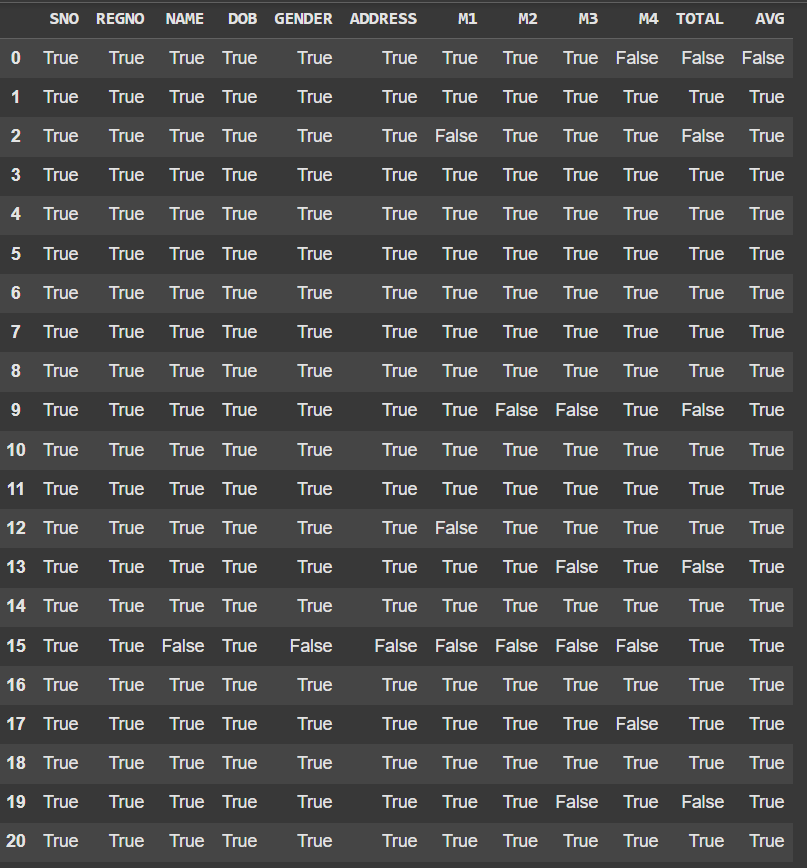 SNO REGNO NAME DOB GENDER ADDRESS M1 M2 M3 M4 TOTAL AVG
0 True True True True True True True True True False False False
1 True True True True True True True True True True True True
2 True True True True True True False True True True False True
3 True True True True True True True True True True True True
4 True True True True True True True True True True True True
5 True True True True True True True True True True True True
6 True True True True True True True True True True True True
7 True True True True True True True True True True True True
8 True True True True True True True True True True True True
9 True True True True True True True False False True False True
10 True True True True True True True True True True True True
11 True True True True True True True True True True True True
12 True True True True True True False True True True True True
13 True True True True True True True True False True False True
14 True True True True True True True True True True True True
15 True True False True False False False False False False True True
16 True True True True True True True True True True True True
17 True True True True True True True True True False True True
18 True True True True True True True True True True True True
19 True True True True True True True True False True False True
20 True True True True True True True True True True True True